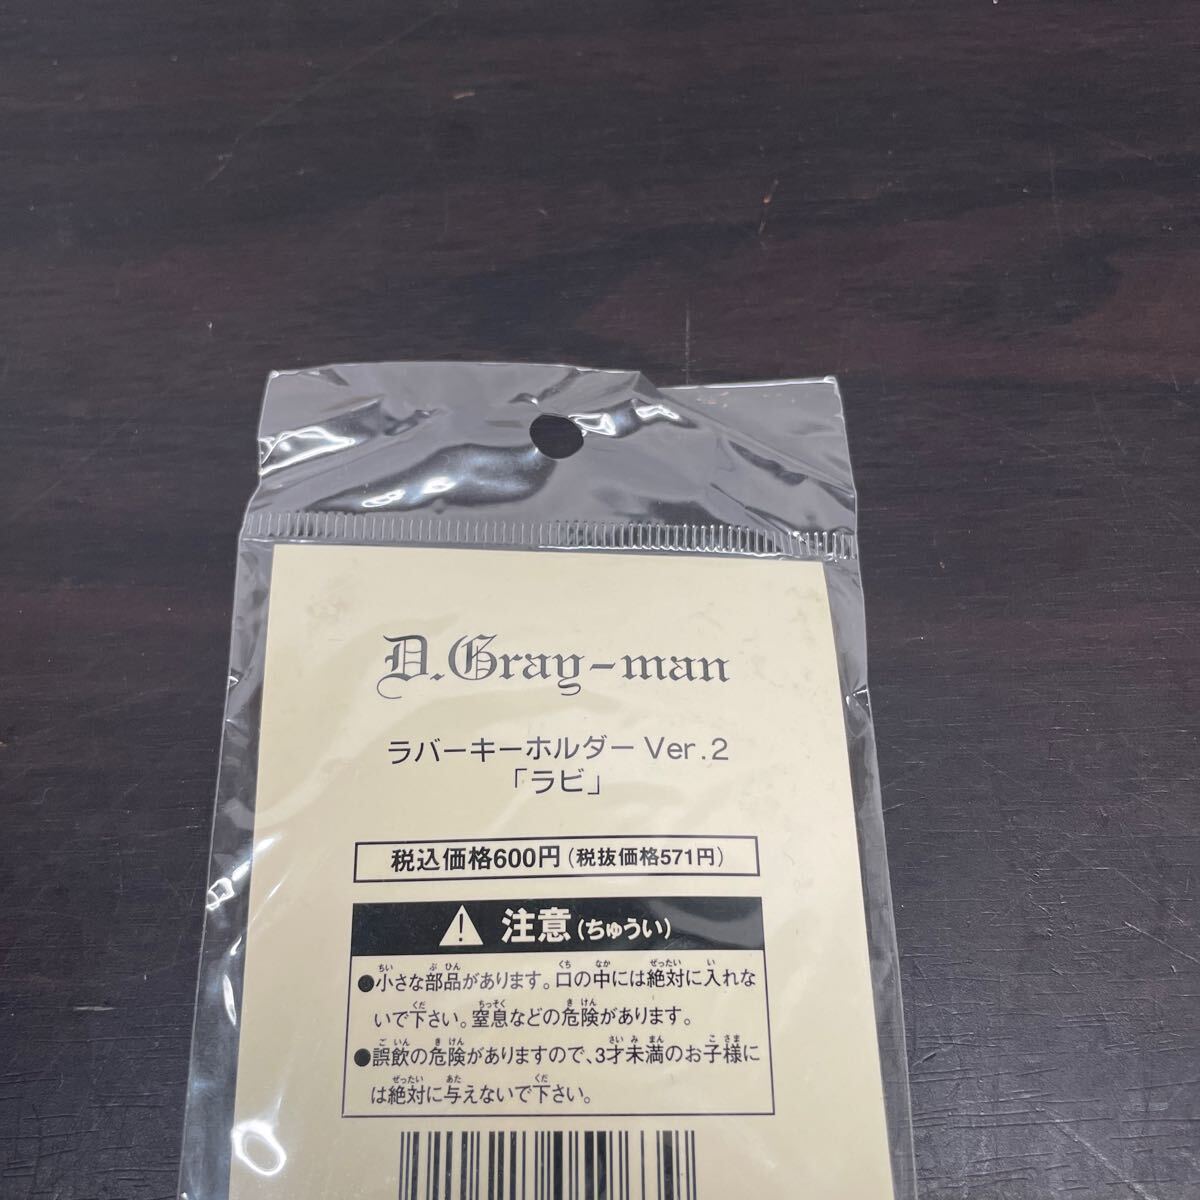 D.Gray-man
ラバーキーホルダー Ver.2
「ラビ」
税込価格600円(税抜価格571円)
注意(ちゅうい)
●小さな部品があります。口の中には絶対に入れな
いで下さい。窒息などの危険があります。
●誤飲の危険がありますので、3才未満のお子様に
は絶対に与えないで下さい。